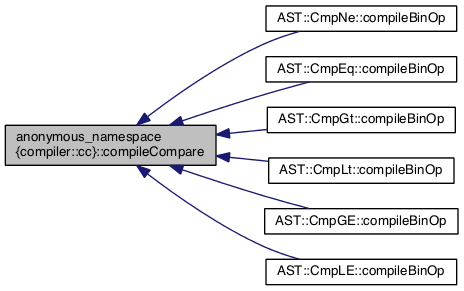 AST::CmpNe::compileBinOp
AST::CmpEq::compileBinOp
AST::CmpGt::compileBinOp
anonymous_namespace
{compiler::cc}::compileCompare
AST::CmpLt::compileBinOp
AST::CmpGE::compileBinOp
AST::CmpLE::compileBinOp